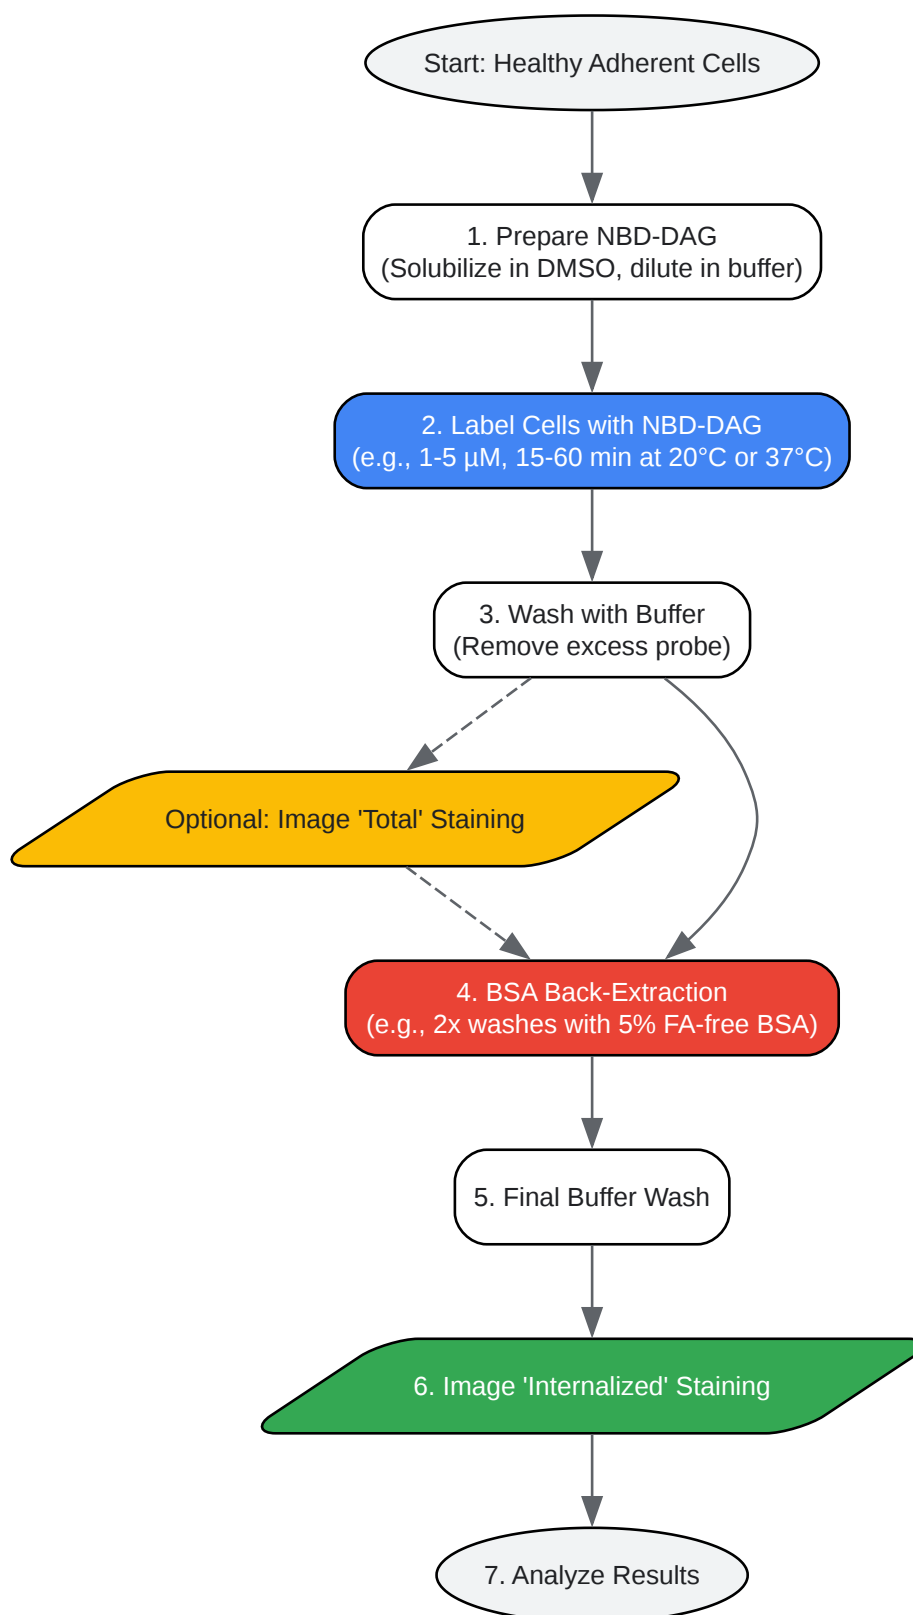 Start: Healthy Adherent Cells
1. Prepare NBD-DAG
(Solubilize in DMSO, dilute in buffer)
2. Label Cells with NBD-DAG
(e.g., 1-5 µM, 15-60 min at 20°C or 37°C)
3. Wash with Buffer
(Remove excess probe)
Optional: Image 'Total' Staining
4. BSA Back-Extraction
(e.g., 2x washes with 5% FA-free BSA)
5. Final Buffer Wash
6. Image 'Internalized' Staining
7. Analyze Results